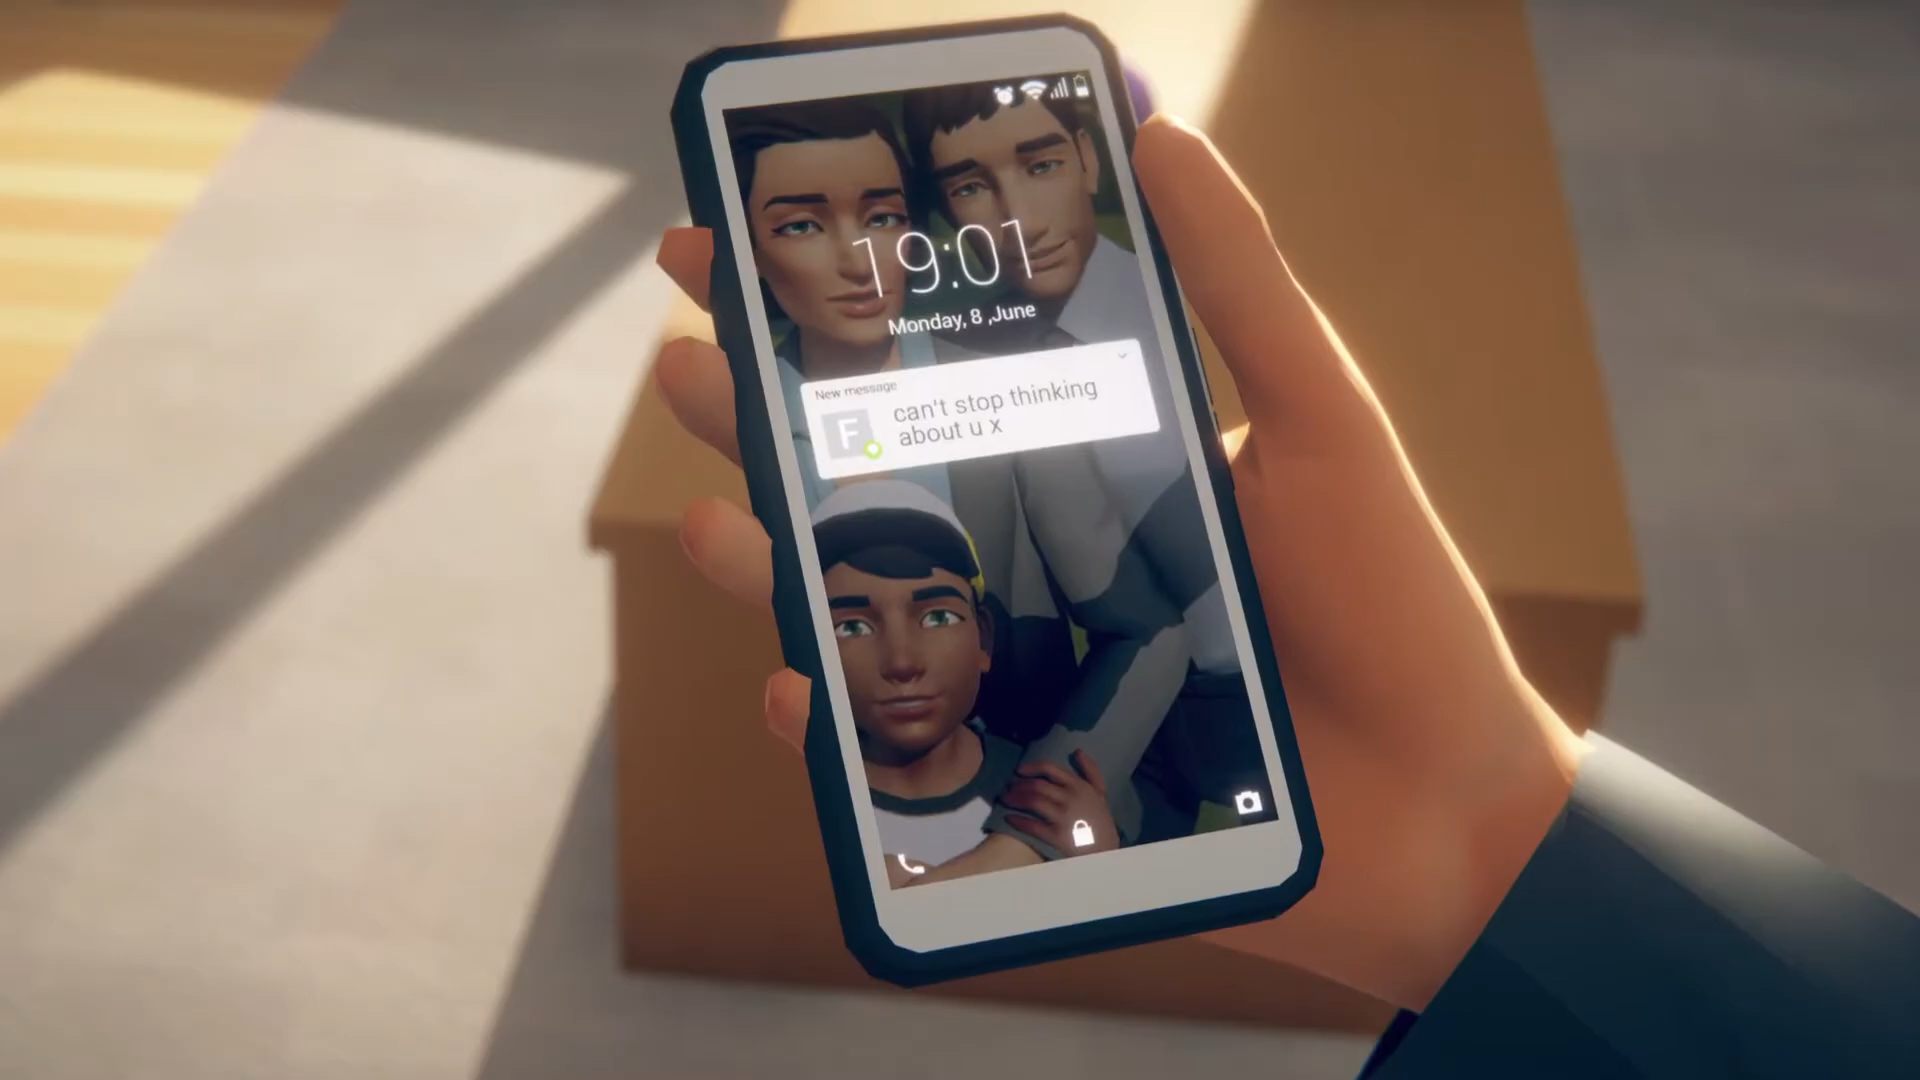 19:01
Monday, 8 ,June
New message
F
can't stop thinking
about u x